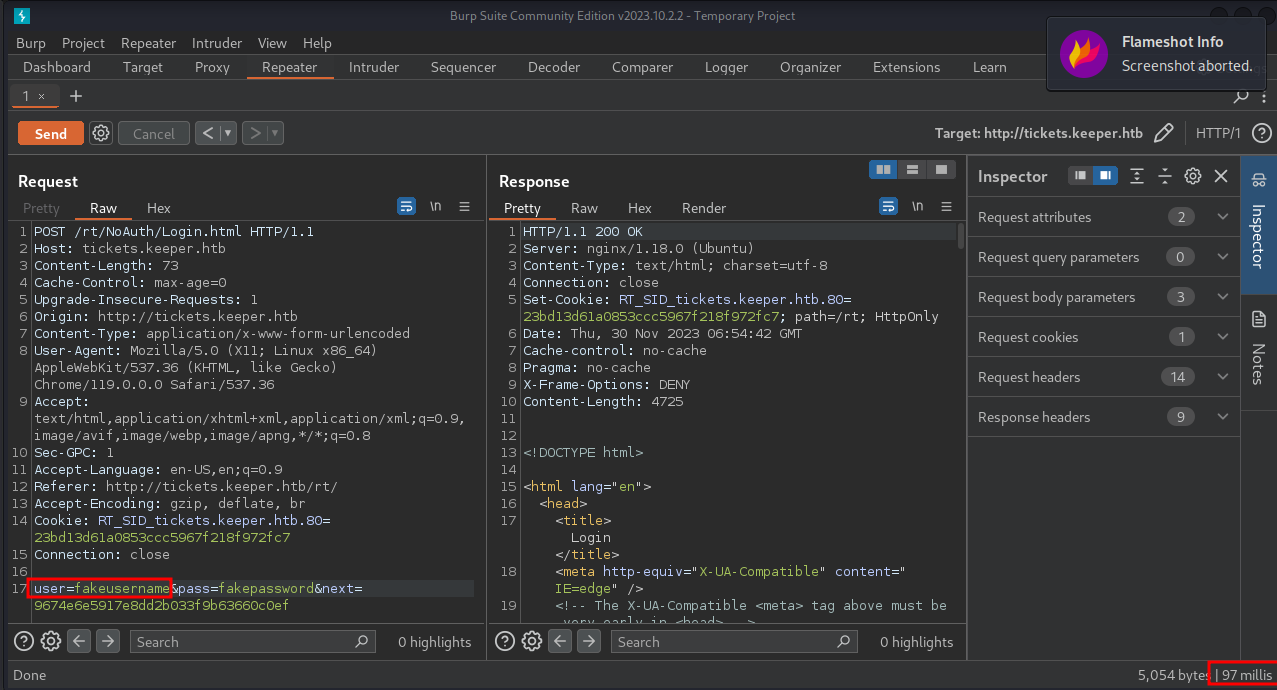 Burp Suite Community Edition v2023.10.2.2 - Temporary Project
Burp Project Repeater Intruder View Help
Flameshot Info
Screenshot aborted.
Dashboard Target Proxy Repeater Intruder Sequencer Decoder Comparer Logger Organizer Extensions Learn
1 × +
Send Cancel < > Target: http://tickets.keeper.htb HTTP/1 ?
Request
Pretty Raw Hex \n
1 POST /rt/NoAuth/Login.html HTTP/1.1
2 Host: tickets.keeper.htb
3 Content-Length: 73
4 Cache-Control: max-age=0
5 Upgrade-Insecure-Requests: 1
6 Origin: http://tickets.keeper.htb
7 Content-Type: application/x-www-form-urlencoded
8 User-Agent: Mozilla/5.0 (X11; Linux x86_64)
AppleWebKit/537.36 (KHTML, like Gecko)
Chrome/119.0.0.0 Safari/537.36
9 Accept:
text/html,application/xhtml+xml,application/xml;q=0.9,
image/avif,image/webp,image/apng,*/*;q=0.8
10 Sec-GPC: 1
11 Accept-Language: en-US,en;q=0.9
12 Referer: http://tickets.keeper.htb/rt/
13 Accept-Encoding: gzip, deflate, br
14 Cookie: RT_SID_tickets.keeper.htb.80=
23bd13d61a0853ccc5967f218f972fc7
15 Connection: close
16
17 user=fakeusername&pass=fakepassword&next=
9674e6e5917e8dd2b033f9b63660c0ef
? Search 0 highlights
Response
Pretty Raw Hex Render \n
1 HTTP/1.1 200 OK
2 Server: nginx/1.18.0 (Ubuntu)
3 Content-Type: text/html; charset=utf-8
4 Connection: close
5 Set-Cookie: RT_SID_tickets.keeper.htb.80=
23bd13d61a0853ccc5967f218f972fc7; path=/rt; HttpOnly
6 Date: Thu, 30 Nov 2023 06:54:42 GMT
7 Cache-control: no-cache
8 Pragma: no-cache
9 X-Frame-Options: DENY
10 Content-Length: 4725
11
12
13 <!DOCTYPE html>
14
15 <html lang="en">
16 <head>
17 <title>
Login
</title>
18 <meta http-equiv="X-UA-Compatible" content="
IE=edge" />
19 <!-- The X-UA-Compatible <meta> tag above must be
very early in <head>
? Search 0 highlights
Inspector
Request attributes 2
Request query parameters 0
Request body parameters 3
Request cookies 1
Request headers 14
Response headers 9
Inspector
Notes
Done 5,054 bytes | 97 millis